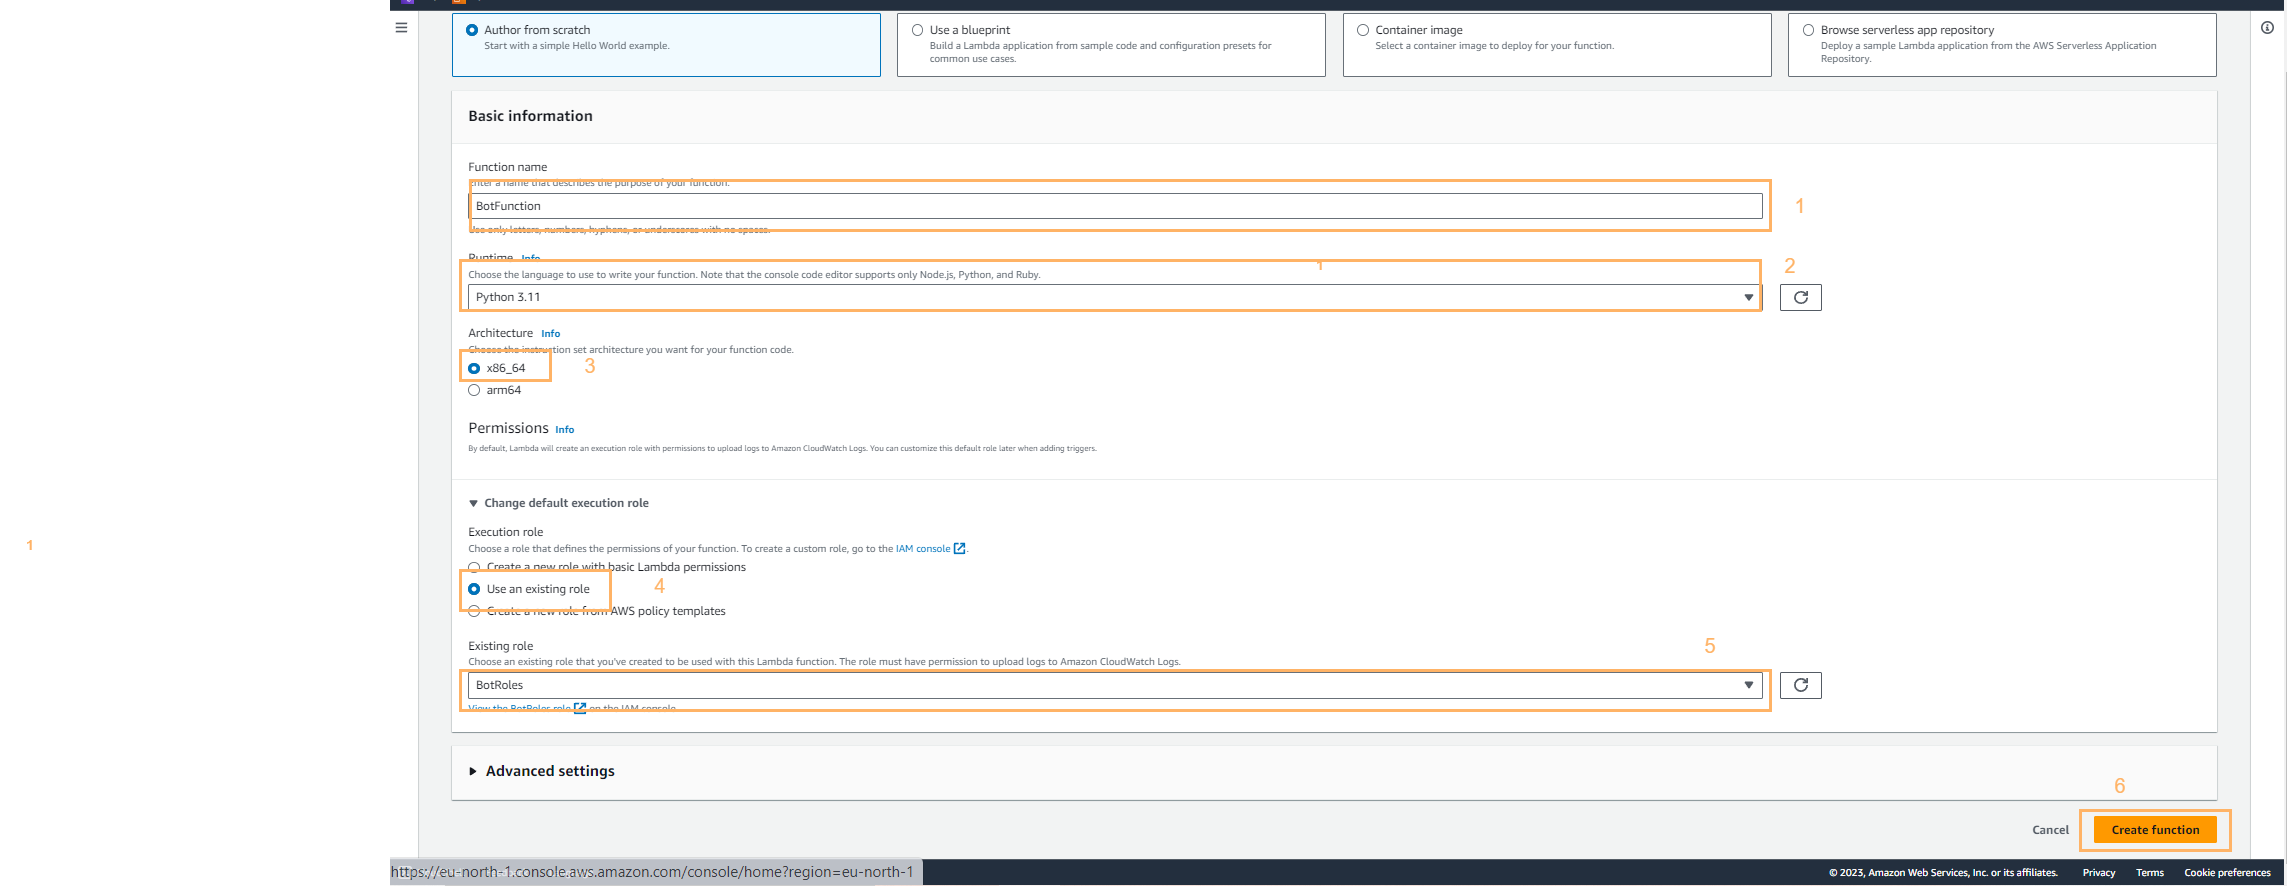 Author from scratch
Start with a simple Hello World example.
Use a blueprint
Build a Lambda application from sample code and configuration presets for
common use cases.
Container image
Select a container image to deploy for your function.
Browse serverless app repository
Deploy a sample Lambda application from the AWS Serverless Application
Repository.
Basic information
Function name
Enter a name that describes the purpose of your function.
BotFunction
1
Use only letters, numbers, hyphens, or underscores with no spaces.
Runtime Info
Choose the language to use to write your function. Note that the console code editor supports only Node.js, Python, and Ruby.
1
2
Python 3.11
Architecture Info
Choose the instruction set architecture you want for your function code.
x86_64
3
arm64
Permissions Info
By default, Lambda will create an execution role with permissions to upload logs to Amazon CloudWatch Logs. You can customize this default role later when adding triggers.
Change default execution role
Execution role
1
Choose a role that defines the permissions of your function. To create a custom role, go to the IAM console.
Create a new role with basic Lambda permissions
Use an existing role
4
Create a new role from AWS policy templates
Existing role
5
Choose an existing role that you've created to be used with this Lambda function. The role must have permission to upload logs to Amazon CloudWatch Logs.
BotRoles
View the BotRoles role on the IAM console.
Advanced settings
6
Cancel
Create function
https://eu-north-1.console.aws.amazon.com/console/home?region=eu-north-1
© 2023, Amazon Web Services, Inc. or its affiliates.
Privacy
Terms
Cookie preferences